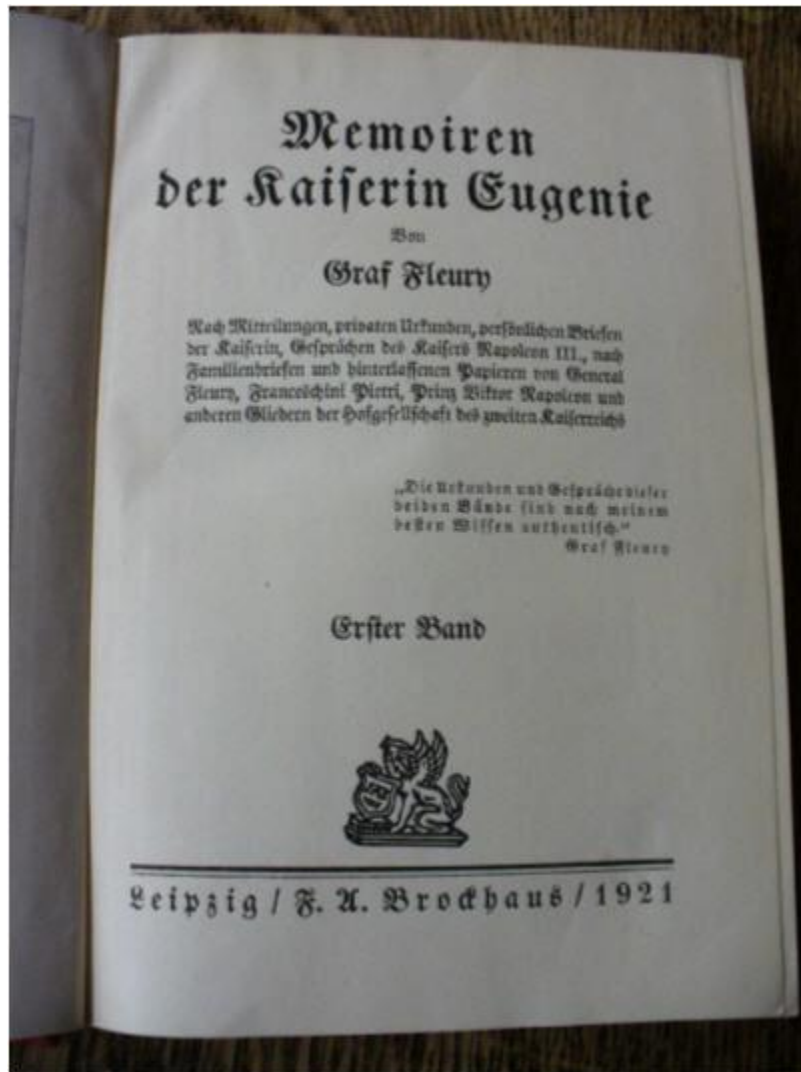 Memoiren
der Kaiserin Eugenie
Von
Graf Fleury
Nach Mitteilungen, privaten Urkunden, persönlichen Briefen
der Kaiserin, Gesprächen des Kaisers Napoleon III., nach
Familienbriefen und hinterlassenen Papieren von General
Fleury, Franceschini Pietri, Prinz Viktor Napoleon und
anderen Gliedern der Hofgesellschaft des zweiten Kaiserreichs
„Die Urkunden und Gespräche dieser
beiden Bände sind nach meinem
besten Wissen authentisch.“
Graf Fleury
Erster Band
Leipzig / F. A. Brockhaus / 1921